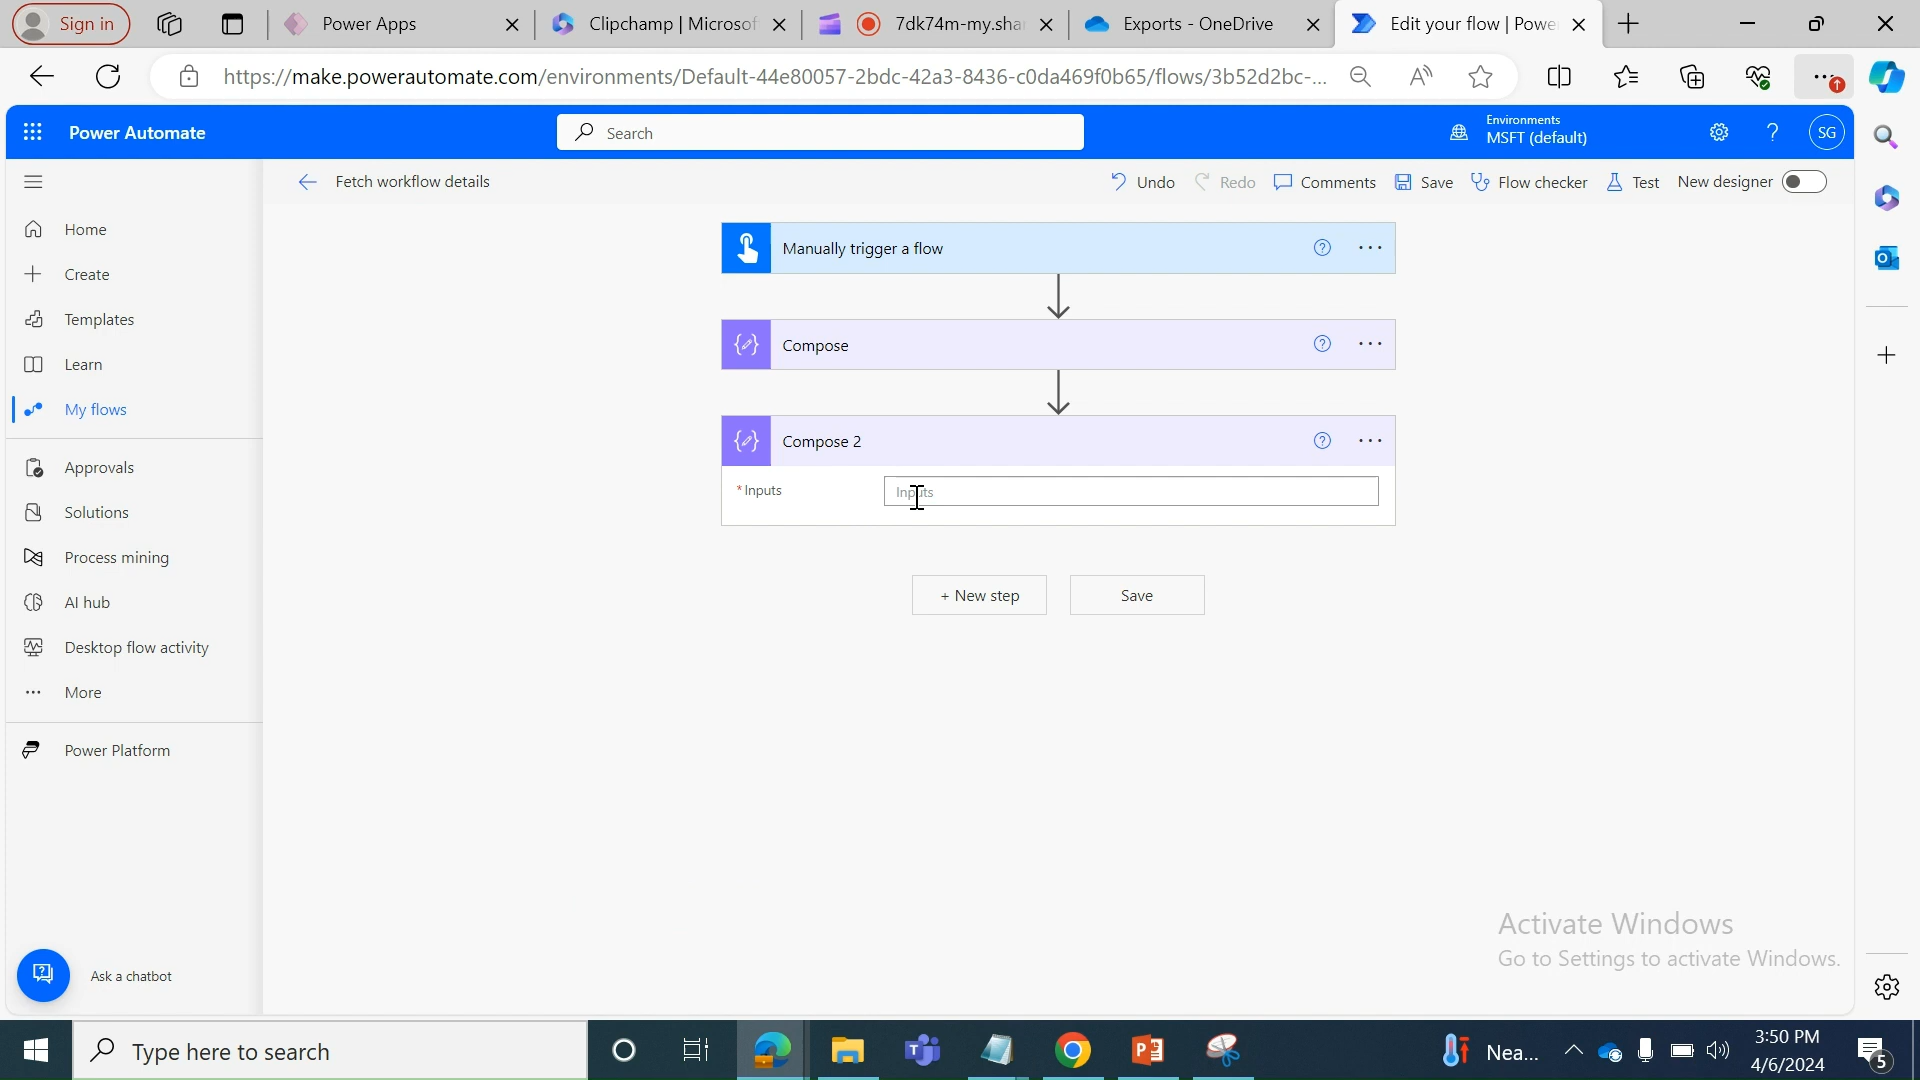 Sign in
Power Apps
Clipchamp | Microsof
7dk74m-my.sha
Exports - OneDrive
Edit your flow | Powe
https://make.powerautomate.com/environments/Default-44e80057-2bdc-42a3-8436-c0da469f0b65/flows/3b52d2bc-...
Power Automate
Search
Environments
MSFT (default)
?
SG
Fetch workflow details
Undo
Redo
Comments
Save
Flow checker
Test
New designer
Home
Create
Templates
Learn
My flows
Approvals
Solutions
Process mining
AI hub
Desktop flow activity
More
Power Platform
Ask a chatbot
Manually trigger a flow
Compose
Compose 2
* Inputs
Inputs
+ New step
Save
Activate Windows
Go to Settings to activate Windows.
Type here to search
Nea...
3:50 PM
4/6/2024
5